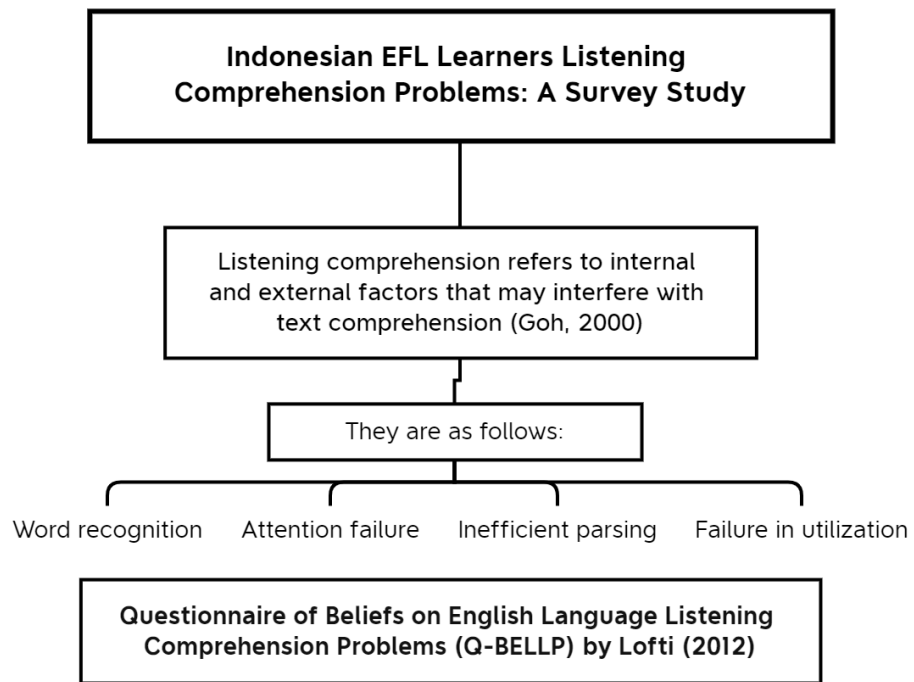 Indonesian EFL Learners Listening
Comprehension Problems: A Survey Study
Listening comprehension refers to internal
and external factors that may interfere with
text comprehension (Goh, 2000)
They are as follows:
Word recognition
Attention failure
Inefficient parsing
Failure in utilization
Questionnaire of Beliefs on English Language Listening
Comprehension Problems (Q-BELLP) by Lofti (2012)